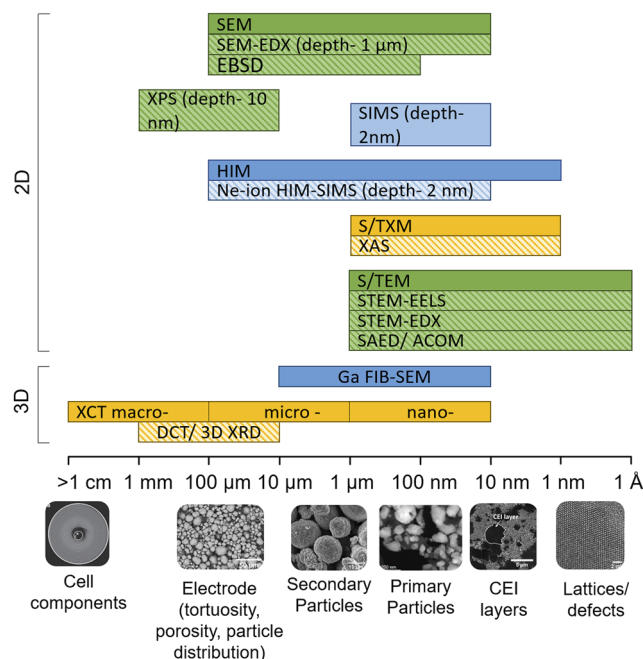 2D
SEM
SEM-EDX (depth- 1 µm)
EBSD
XPS (depth- 10
nm)
SIMS (depth-
2nm)
HIM
Ne-ion HIM-SIMS (depth- 2 nm)
S/TXM
XAS
S/TEM
STEM-EELS
STEM-EDX
SAED/ ACOM
3D
Ga FIB-SEM
XCT macro- micro - nano-
DCT/ 3D XRD
>1 cm 1 mm 100 µm 10 µm 1 µm 100 nm 10 nm 1 nm 1 Å
CEI layer
Cell
components
Electrode
(tortuosity,
porosity, particle
distribution)
Secondary
Particles
Primary
Particles
CEI
layers
Lattices/
defects